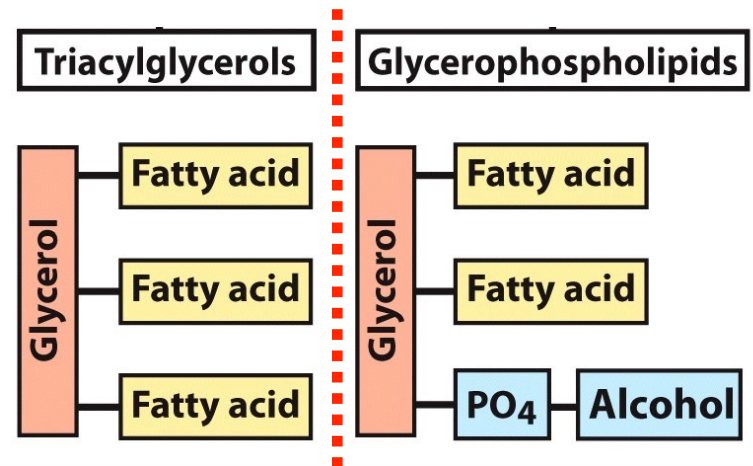 Triacylglycerols
Glycerol
Fatty acid
Fatty acid
Fatty acid
Glycerophospholipids
Glycerol
Fatty acid
Fatty acid
PO4
Alcohol